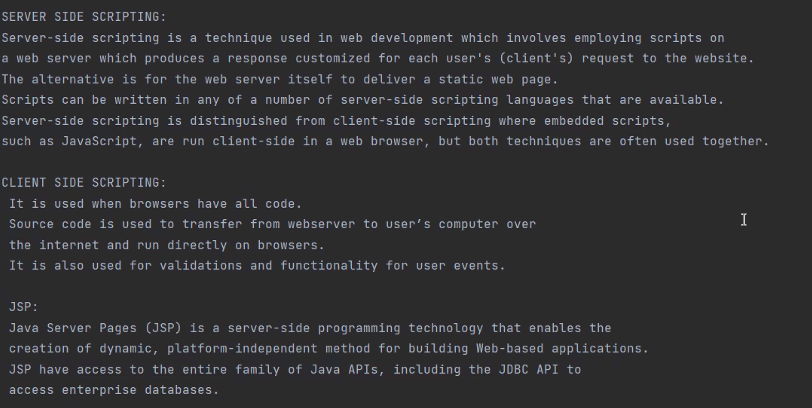 SERVER SIDE SCRIPTING:
Server-side scripting is a technique used in web development which involves employing scripts on
a web server which produces a response customized for each user's (client's) request to the website.
The alternative is for the web server itself to deliver a static web page.
Scripts can be written in any of a number of server-side scripting languages that are available.
Server-side scripting is distinguished from client-side scripting where embedded scripts,
such as JavaScript, are run client-side in a web browser, but both techniques are often used together.
CLIENT SIDE SCRIPTING:
It is used when browsers have all code.
Source code is used to transfer from webserver to user’s computer over
the internet and run directly on browsers.
It is also used for validations and functionality for user events.
JSP:
Java Server Pages (JSP) is a server-side programming technology that enables the
creation of dynamic, platform-independent method for building Web-based applications.
JSP have access to the entire family of Java APIs, including the JDBC API to
access enterprise databases.